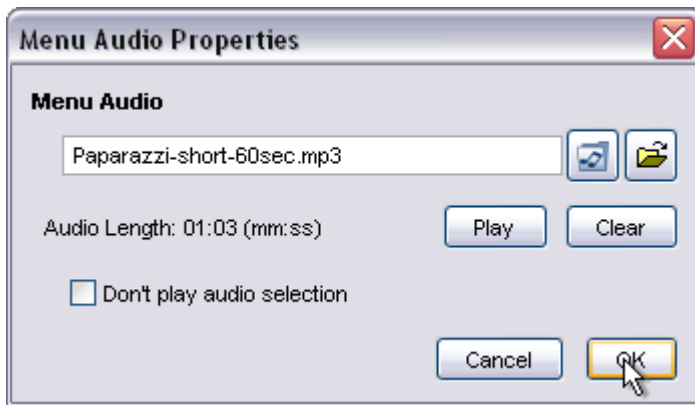 Menu Audio Properties
Menu Audio
Paparazzi-short-60sec.mp3
Audio Length: 01:03 (mm:ss)
Play
Clear
Don't play audio selection
Cancel
OK